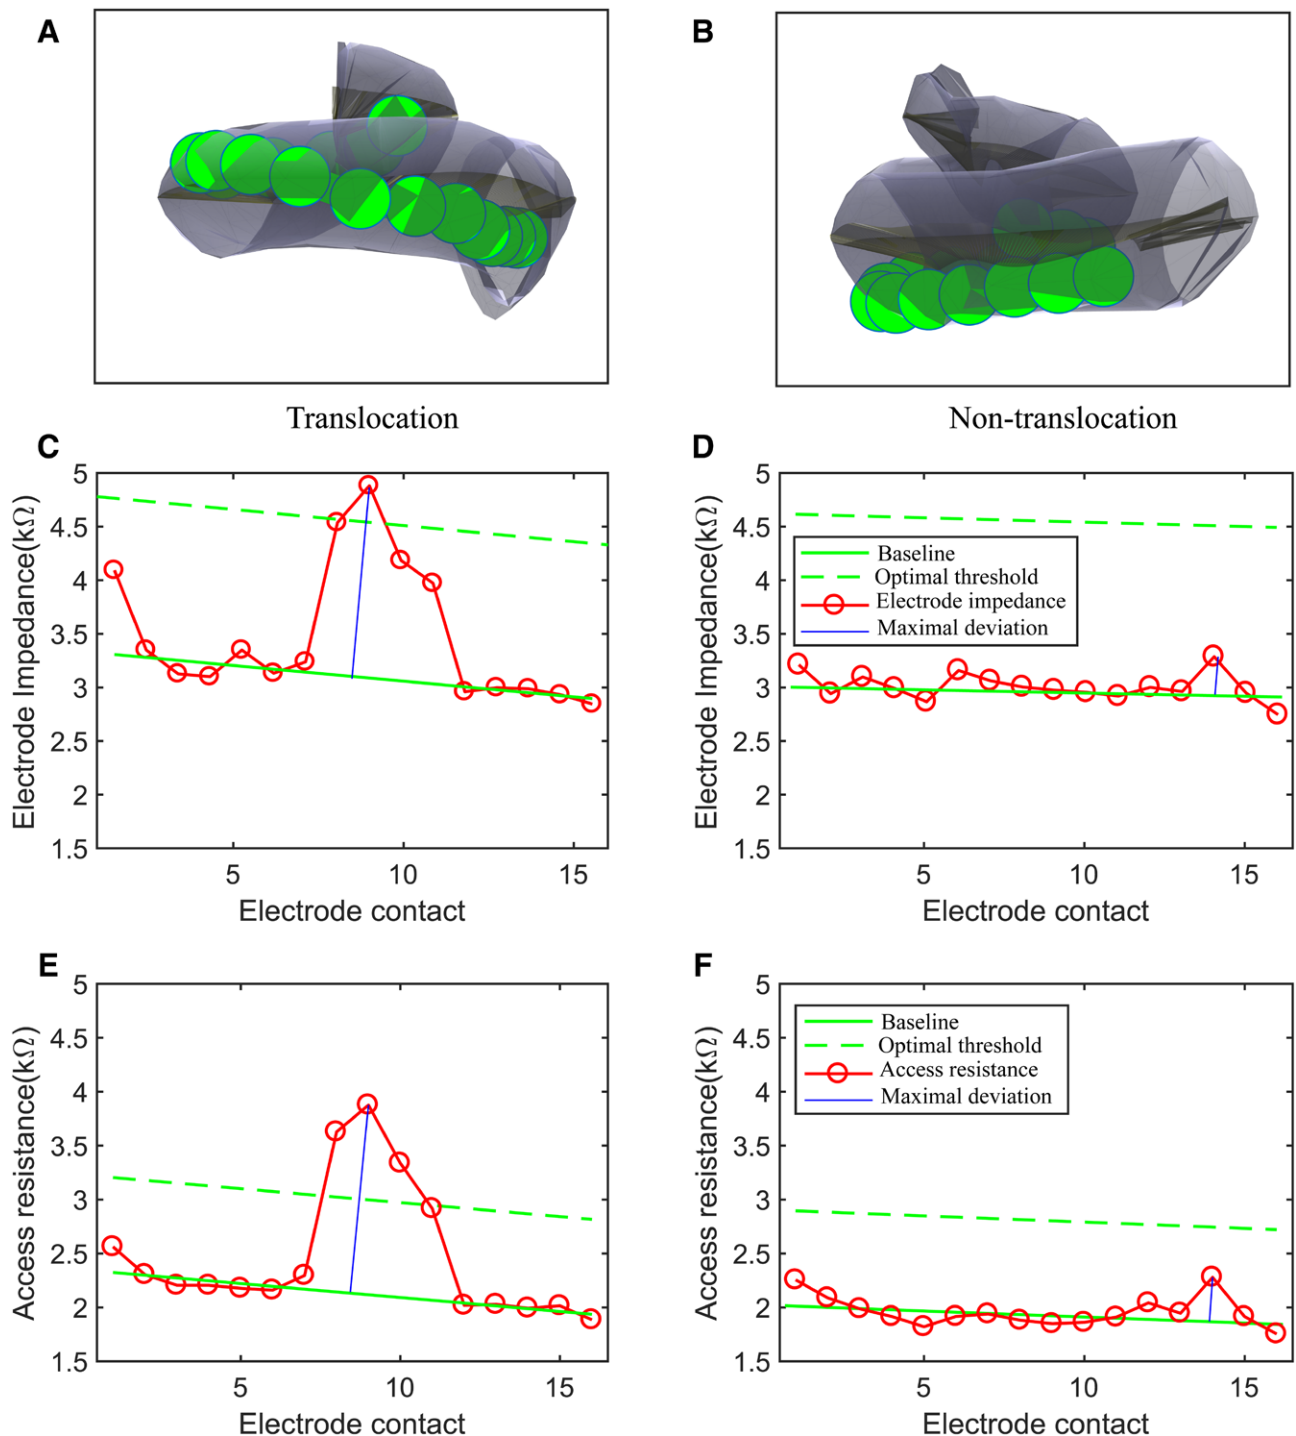 A
B
Translocation
Non-translocation
C
D
Electrode Impedance(kΩ)
5
4.5
4
3.5
3
2.5
2
1.5
5
10
15
Electrode contact
Electrode Impedance(kΩ)
5
4.5
4
3.5
3
2.5
2
1.5
Baseline
Optimal threshold
Electrode impedance
Maximal deviation
5
10
15
Electrode contact
E
F
Access resistance(kΩ)
5
4.5
4
3.5
3
2.5
2
1.5
5
10
15
Electrode contact
Access resistance(kΩ)
5
4.5
4
3.5
3
2.5
2
1.5
Baseline
Optimal threshold
Access resistance
Maximal deviation
5
10
15
Electrode contact